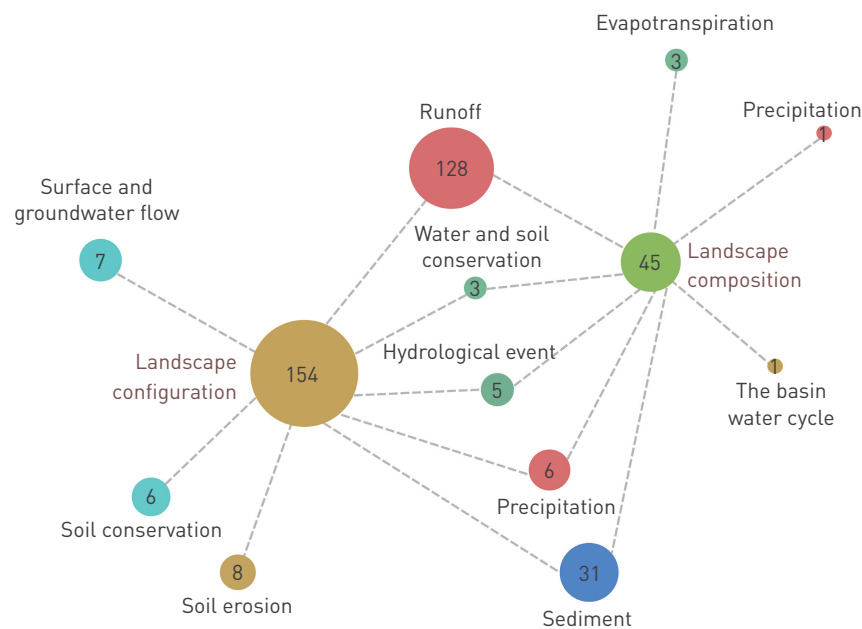 Evapotranspiration
3
Precipitation
1
Runoff
128
Surface and
groundwater flow
7
Water and soil
conservation
3
45
Landscape
composition
Hydrological event
5
Landscape
configuration
154
1
The basin
water cycle
6
Precipitation
6
Soil conservation
8
Soil erosion
31
Sediment